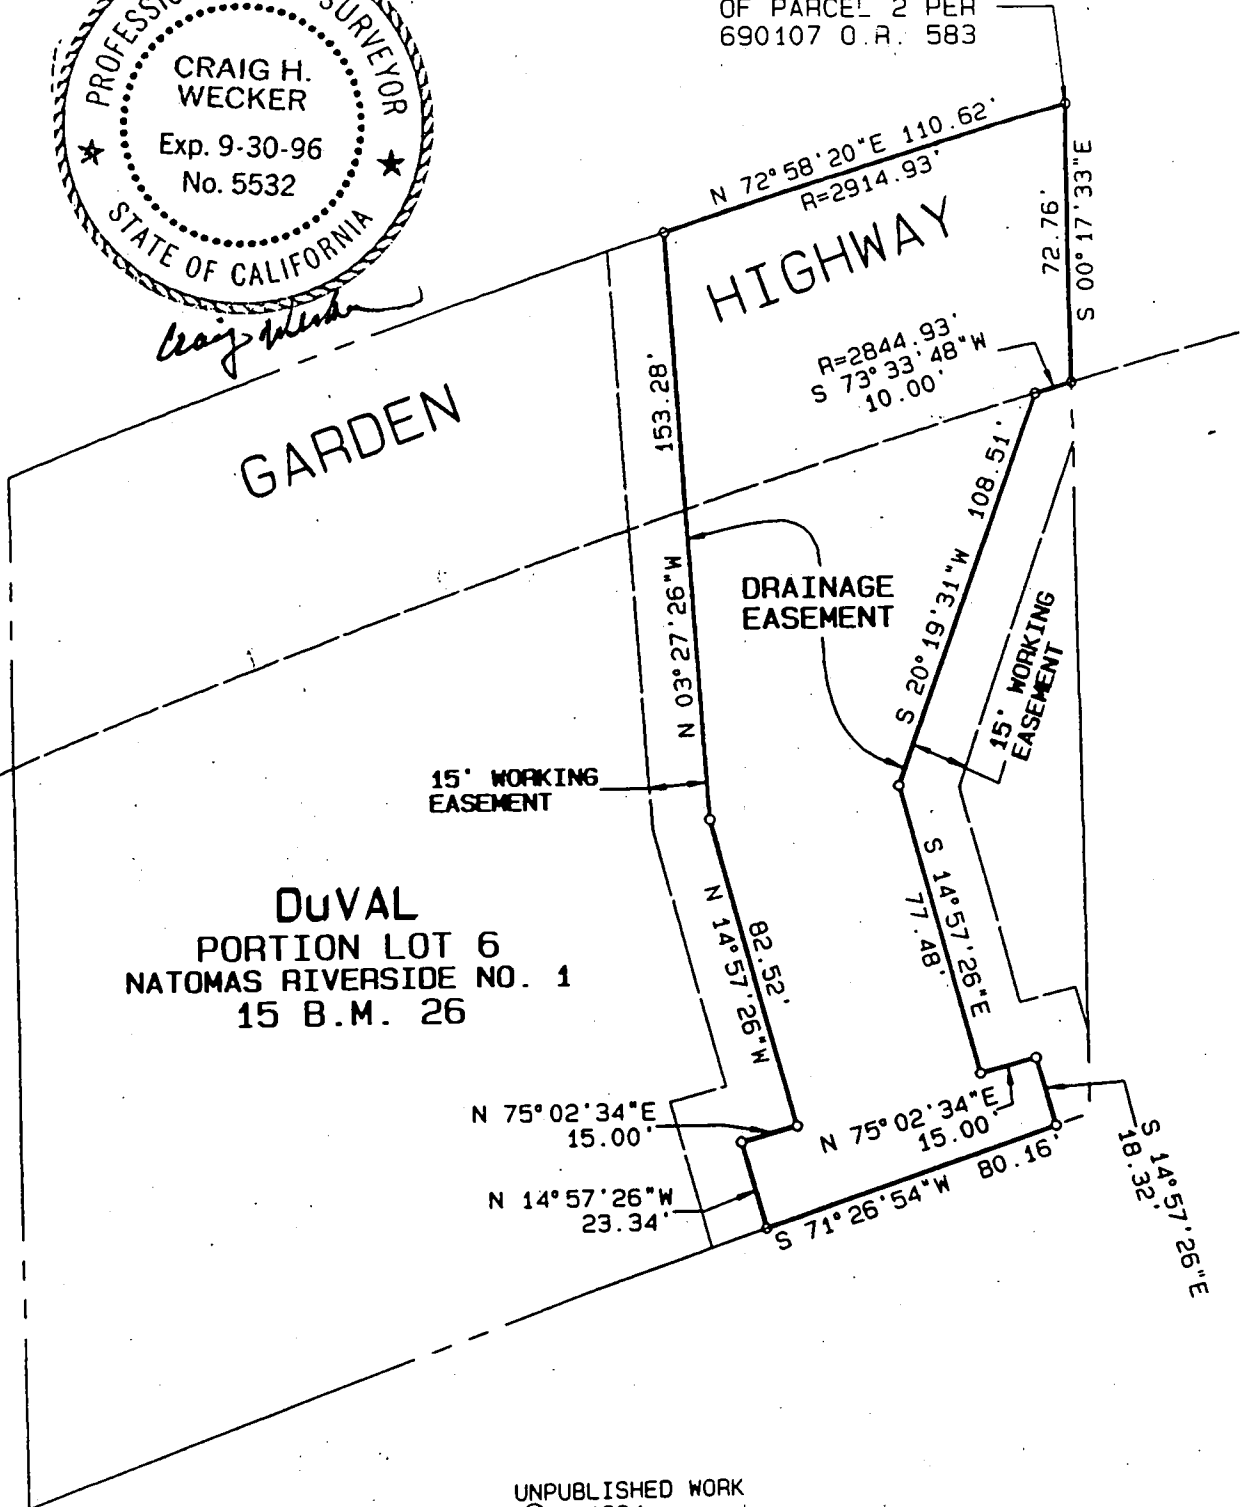 PROFESSIONAL SURVEYOR
CRAIG H.
WECKER
Exp. 9-30-96
No. 5532
STATE OF CALIFORNIA
OF PARCEL 2 PER
690107 O.R. 583
N 72°58'20"E 110.62'
R=2914.93'
HIGHWAY
72.76'
S 00°17'33"E
R=2844.93'
S 73°33'48"W
10.00'
GARDEN
153.28'
N 03°27'26"W
DRAINAGE
EASEMENT
S 20°19'31"W 108.51'
15' WORKING
EASEMENT
15' WORKING
EASEMENT
DuVAL
PORTION LOT 6
NATOMAS RIVERSIDE NO. 1
15 B.M. 26
N 14°57'26"W
82.52'
S 14°57'26"E
77.48'
N 75°02'34"E
15.00'
N 75°02'34"E
15.00'
N 14°57'26"W
23.34'
S 71°26'54"W 80.16'
S 14°57'26"E
18.32'
UNPUBLISHED WORK